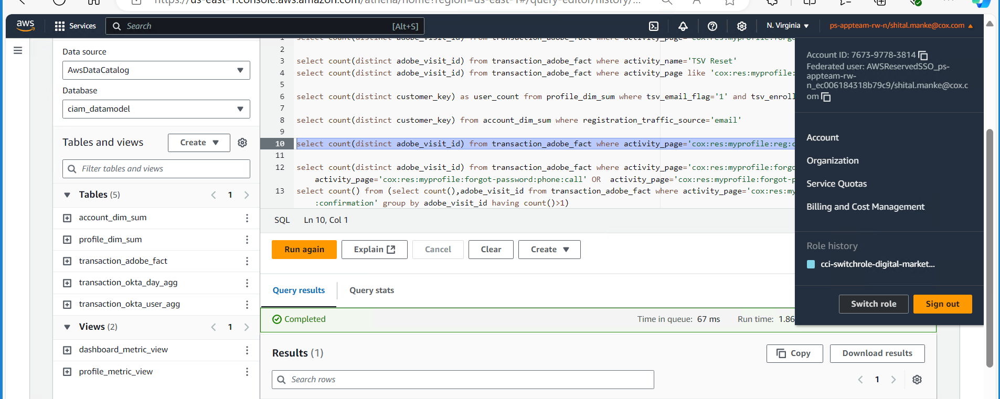 https://us-east-1.console.aws.amazon.com/athena/home?region=us-east-1#/query-editor/history/...
aws
Services
Search
[Alt+S]
N. Virginia
ps-appteam-rw-n/shital.manke@cox.com
Account ID: 7673-9778-3814
Federated user: AWSReservedSSO_ps-
appteam-rw-
n_ec006184318b79c9/shital.manke@cox.c
om
Account
Organization
Service Quotas
Billing and Cost Management
Role history
cci-switchrole-digital-market...
Switch role
Sign out
Data source
AwsDataCatalog
Database
ciam_datamodel
Tables and views
Create
Filter tables and views
Tables (5)
1
account_dim_sum
profile_dim_sum
transaction_adobe_fact
transaction_okta_day_agg
transaction_okta_user_agg
Views (2)
1
dashboard_metric_view
profile_metric_view
1 select count(distinct adobe_visit_id) from transaction_adobe_fact where activity_page='cox:res:myprofile:forgo
2
3 select count(distinct adobe_visit_id) from transaction_adobe_fact where activity_name='TSV Reset'
4 select count(distinct adobe_visit_id) from transaction_adobe_fact where activity_page like 'cox:res:myprofile:
5
6 select count(distinct customer_key) as user_count from profile_dim_sum where tsv_email_flag='1' and tsv_enroll
7
8 select count(distinct customer_key) from account_dim_sum where registration_traffic_source='email'
9
10 select count(distinct adobe_visit_id) from transaction_adobe_fact where activity_page='cox:res:myprofile:reg:c
11
12 select count(distinct adobe_visit_id) from transaction_adobe_fact where activity_page='cox:res:myprofile:forgo
activity_page='cox:res:myprofile:forgot-password:phone:call' OR activity_page='cox:res:myprofile:forgot-p
13 select count() from (select count(),adobe_visit_id from transaction_adobe_fact where activity_page='cox:res:my
:confirmation' group by adobe_visit_id having count()>1)
SQL Ln 10, Col 1
Run again
Explain
Cancel
Clear
Create
Query results
Query stats
Completed
Time in queue: 67 ms
Run time: 1.86
Results (1)
Copy
Download results
Search rows
1